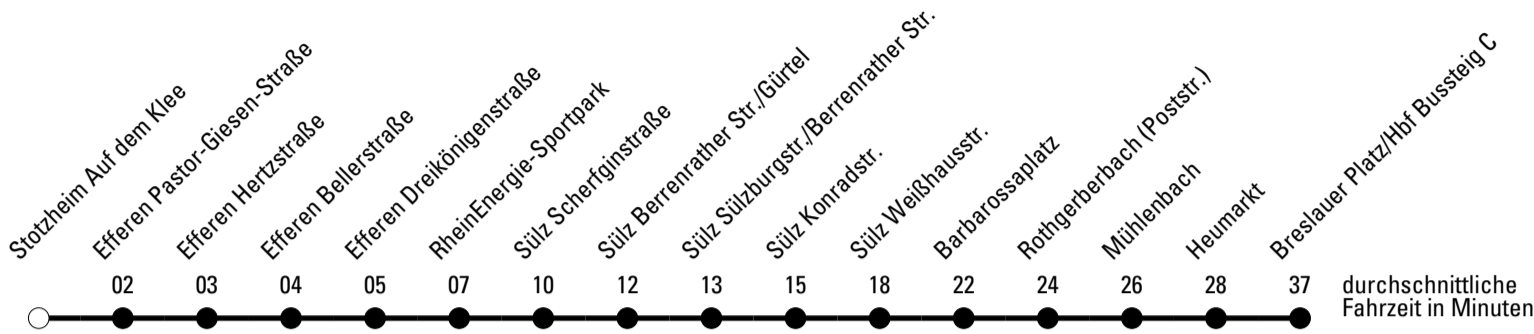 Stotzheim Auf dem Klee
Efferen Pastor-Giesen-Straße
Efferen Hertzstraße
Efferen Bellerstraße
Efferen Dreikönigenstraße
RheinEnergie-Sportpark
Sülz Scherfginstraße
Sülz Berrenrather Str./Gürtel
Sülz Sülzburgstr./Berrenrather Str.
Sülz Konradstr.
Sülz Weißhausstr.
Barbarossaplatz
Rothgerberbach (Poststr.)
Mühlenbach
Heumarkt
Breslauer Platz/Hbf Bussteig C
02 03 04 05 07 10 12 13 15 18 22 24 26 28 37
durchschnittliche
Fahrzeit in Minuten